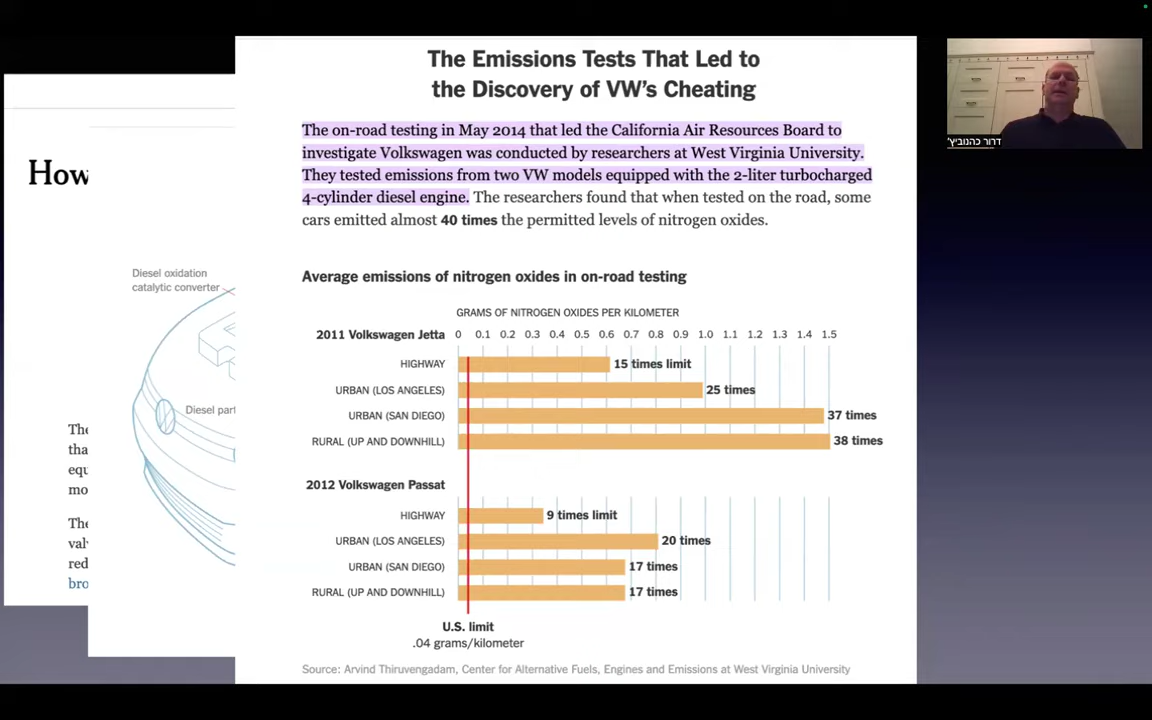 The Emissions Tests That Led to
the Discovery of VW's Cheating
The on-road testing in May 2014 that led the California Air Resources Board to
investigate Volkswagen was conducted by researchers at West Virginia University.
They tested emissions from two VW models equipped with the 2-liter turbocharged
4-cylinder diesel engine. The researchers found that when tested on the road, some
cars emitted almost 40 times the permitted levels of nitrogen oxides.
Average emissions of nitrogen oxides in on-road testing
GRAMS OF NITROGEN OXIDES PER KILOMETER
2011 Volkswagen Jetta 0 0.1 0.2 0.3 0.4 0.5 0.6 0.7 0.8 0.9 1.0 1.1 1.2 1.3 1.4 1.5
HIGHWAY 15 times limit
URBAN (LOS ANGELES) 25 times
URBAN (SAN DIEGO) 37 times
RURAL (UP AND DOWNHILL) 38 times
2012 Volkswagen Passat
HIGHWAY 9 times limit
URBAN (LOS ANGELES) 20 times
URBAN (SAN DIEGO) 17 times
RURAL (UP AND DOWNHILL) 17 times
U.S. limit
.04 grams/kilometer
Source: Arvind Thiruvengadam, Center for Alternative Fuels, Engines and Emissions at West Virginia University
How
Diesel oxidation
catalytic converter
Diesel part
The
tha
equ
mo
The
val
red
bro
דרור כהנוביץ'